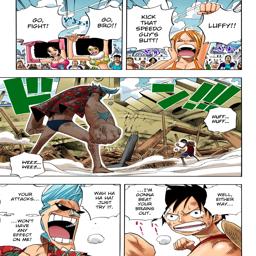 LUFFY!!
KICK
THAT
SPEEDO
GUY'S
BUTT!
GO,
BRO!!
GO,
FIGHT!
HUFF...
HUFF...
WEEZ...
WEEZ...
WELL,
EITHER
WAY...
...I'M
GONNA
BEAT
YOUR
BRAINS
OUT.
WAH HA
HA HA!
JUST TRY
IT!
YOUR
ATTACKS...
...WON'T
HAVE ANY
EFFECT
ON ME!